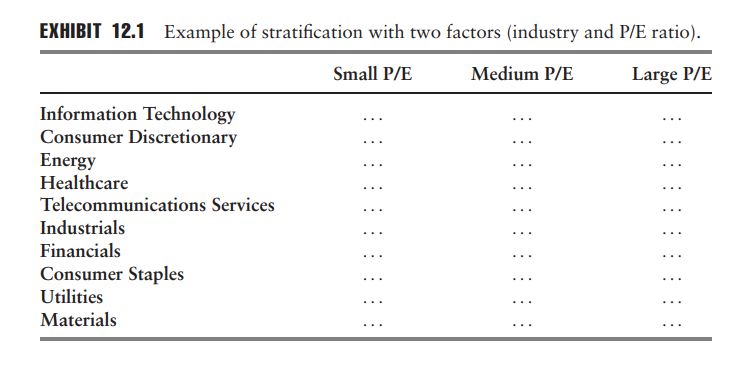 EXHIBIT 12.1 Example of stratification with two factors (industry and P/E ratio).
Small P/E Medium P/E Large P/E
Information Technology ... ... ...
Consumer Discretionary ... ... ...
Energy ... ... ...
Healthcare ... ... ...
Telecommunications Services ... ... ...
Industrials ... ... ...
Financials ... ... ...
Consumer Staples ... ... ...
Utilities ... ... ...
Materials ... ... ...